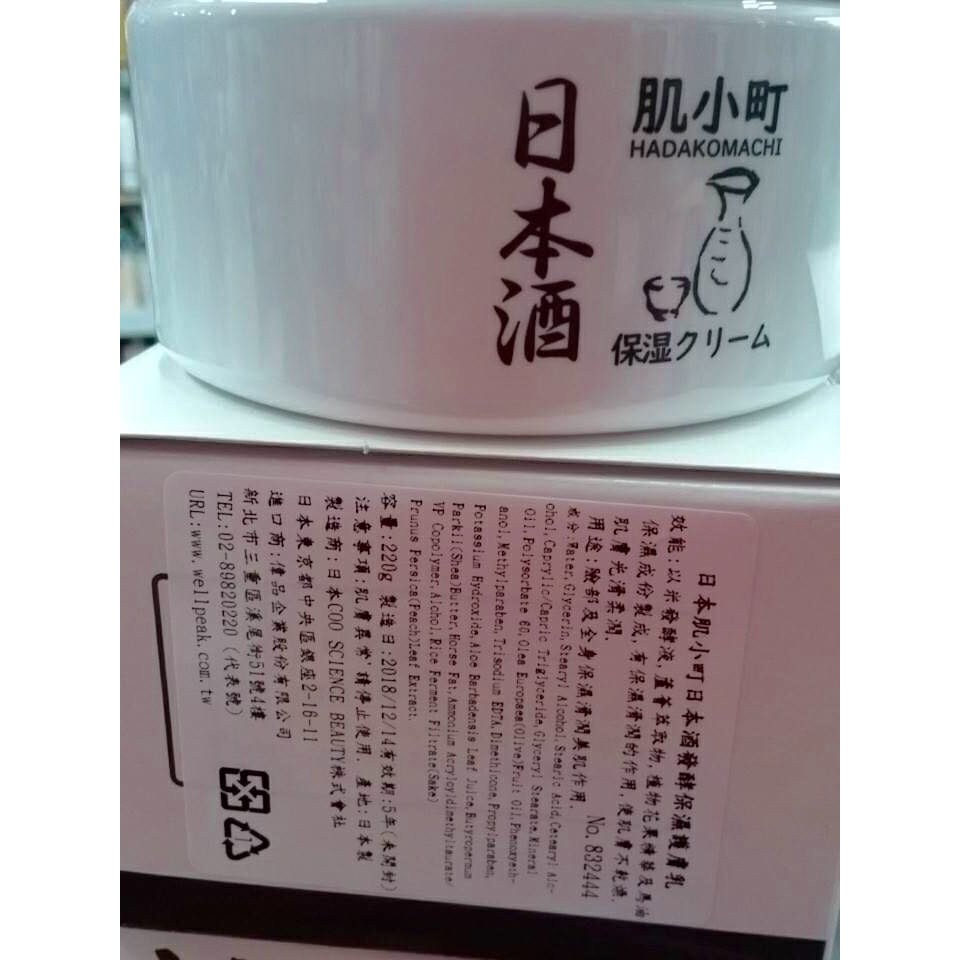 肌小町
HADAKOMACHI
日本酒
保湿クリーム
日本肌小町日本酒發酵保濕護膚乳
效能:以米發酵液,蘆薈萃取物,植物花果精華及馬油
保濕成份製成,有保濕滑潤的作用,使肌膚不乾燥,
肌膚光滑柔潤。
用途:臉部及全身保濕滑潤美肌作用. No. 832444
成分:Water, Glycerin, Stearyl Alcohol, Stearic Acid, Cetearyl Alc-
ohol, Caprylic/Capric Triglyceride, Glyceryl Stearate, Mineral
Oil, Polysorbate 60, Olea Euroaea(Olive)Fruit Oil, Phenoxyeth-
anol, Methylparaben, Trisodium EDTA, Dimethicone, Propylparaben,
Potassium Hydroxide, Aloe Barbadensis Leaf Juice, Butyrospermum
Parkii(Shea)Butter, Horse Fat, Ammonium Acryloyldimethyltaurate/
VP Copolymer, Alcohol, Rice Ferment Filtrate(Sake)
Prunus Persica(Peach)Leaf Extract.
容量:220g 製造日:2018/12/14有效期:5年(未開封)
注意事項:肌膚異常,請停止使用. 產地:日本製
製造商:日本COO SCIENCE BEAUTY株式會社
日本東京都中央區銀座2-16-11
進口商:偉品企業股份有限公司
新北市三重區溪尾街51號4樓
TEL:02-89820220 (代表號)
URL:www.wellpeak.com.tw